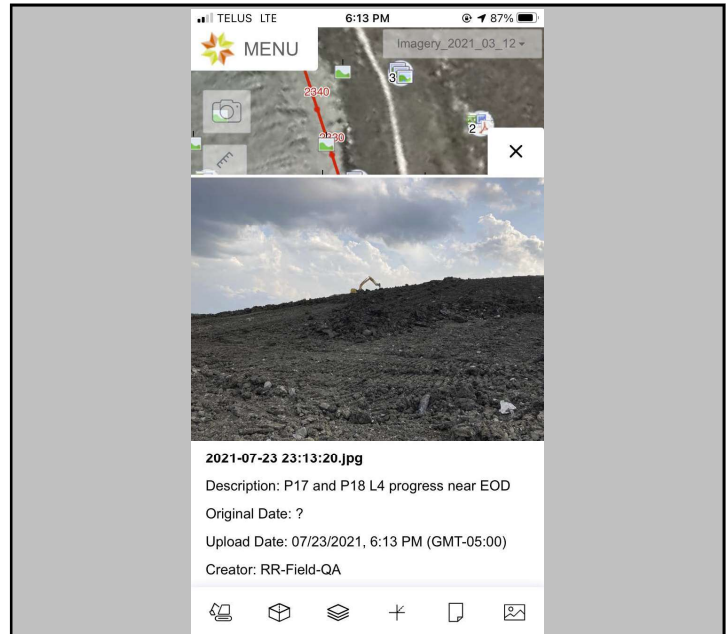 TELUS LTE 6:13 PM 87%
MENU
Imagery_2021_03_12
3
2340
2
2330
2021-07-23 23:13:20.jpg
Description: P17 and P18 L4 progress near EOD
Original Date: ?
Upload Date: 07/23/2021, 6:13 PM (GMT-05:00)
Creator: RR-Field-QA